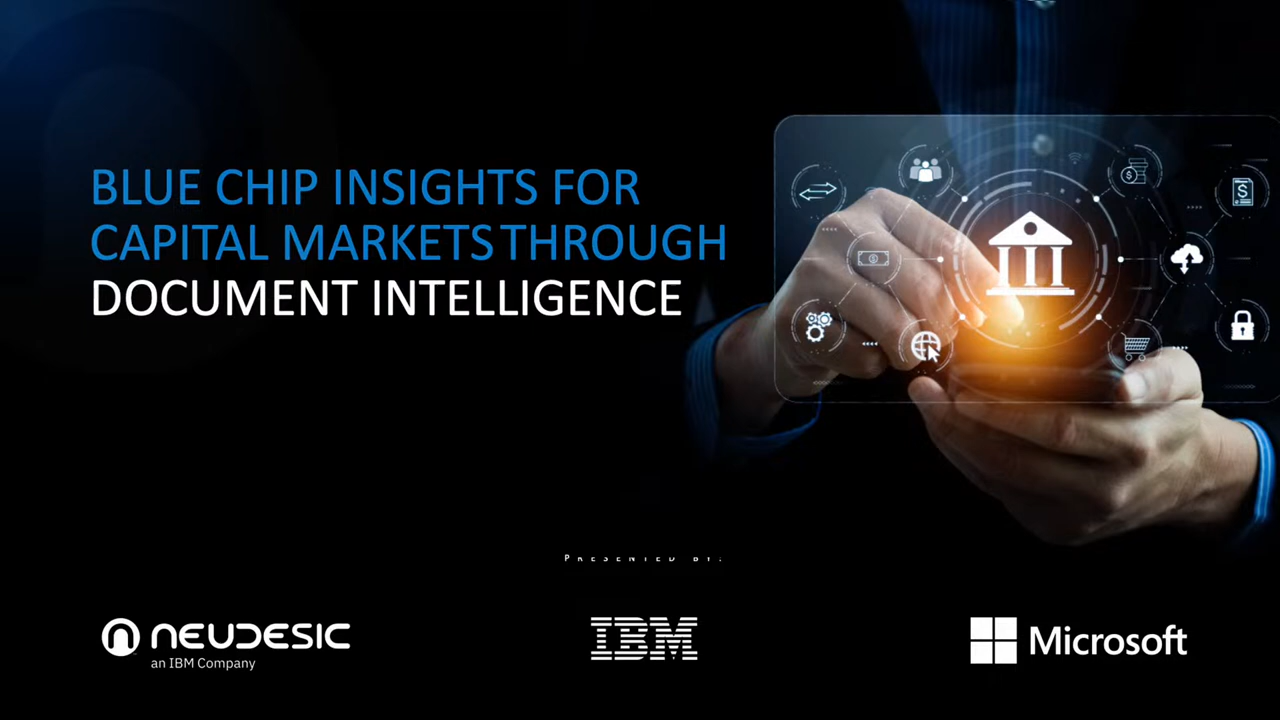 BLUE CHIP INSIGHTS FOR
CAPITAL MARKETS THROUGH
DOCUMENT INTELLIGENCE
PRESENTED BY:
NEUDESIC
an IBM Company
IBM
Microsoft